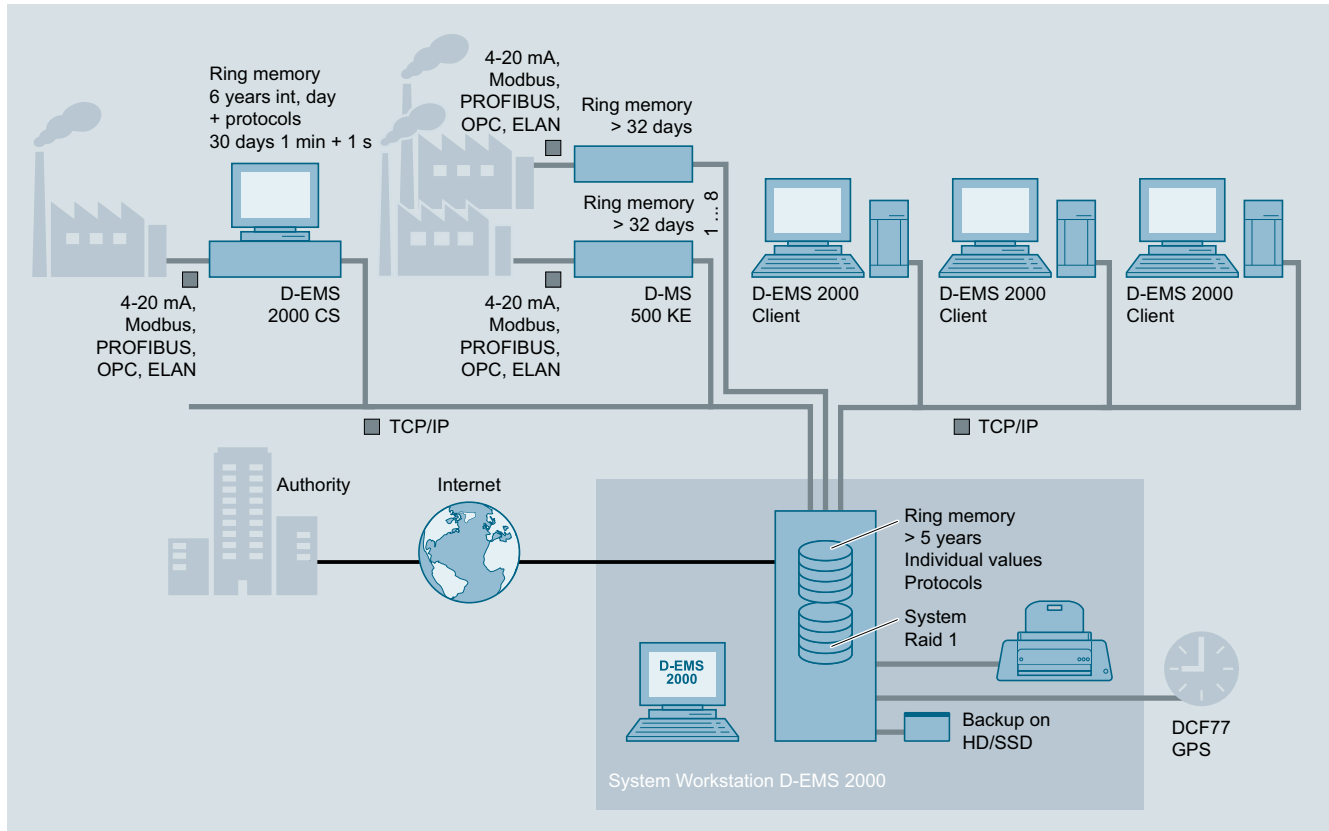 Ring memory
6 years int, day
+ protocols
30 days 1 min + 1 s
4-20 mA,
Modbus,
PROFIBUS,
OPC, ELAN
Ring memory
> 32 days
Ring memory
> 32 days
1 ... 8
4-20 mA,
Modbus,
PROFIBUS,
OPC, ELAN
D-EMS
2000 CS
4-20 mA,
Modbus,
PROFIBUS,
OPC, ELAN
D-MS
500 KE
D-EMS 2000
Client
D-EMS 2000
Client
D-EMS 2000
Client
TCP/IP
TCP/IP
Authority
Internet
Ring memory
> 5 years
Individual values
Protocols
System
Raid 1
D-EMS
2000
Backup on
HD/SSD
DCF77
GPS
System Workstation D-EMS 2000